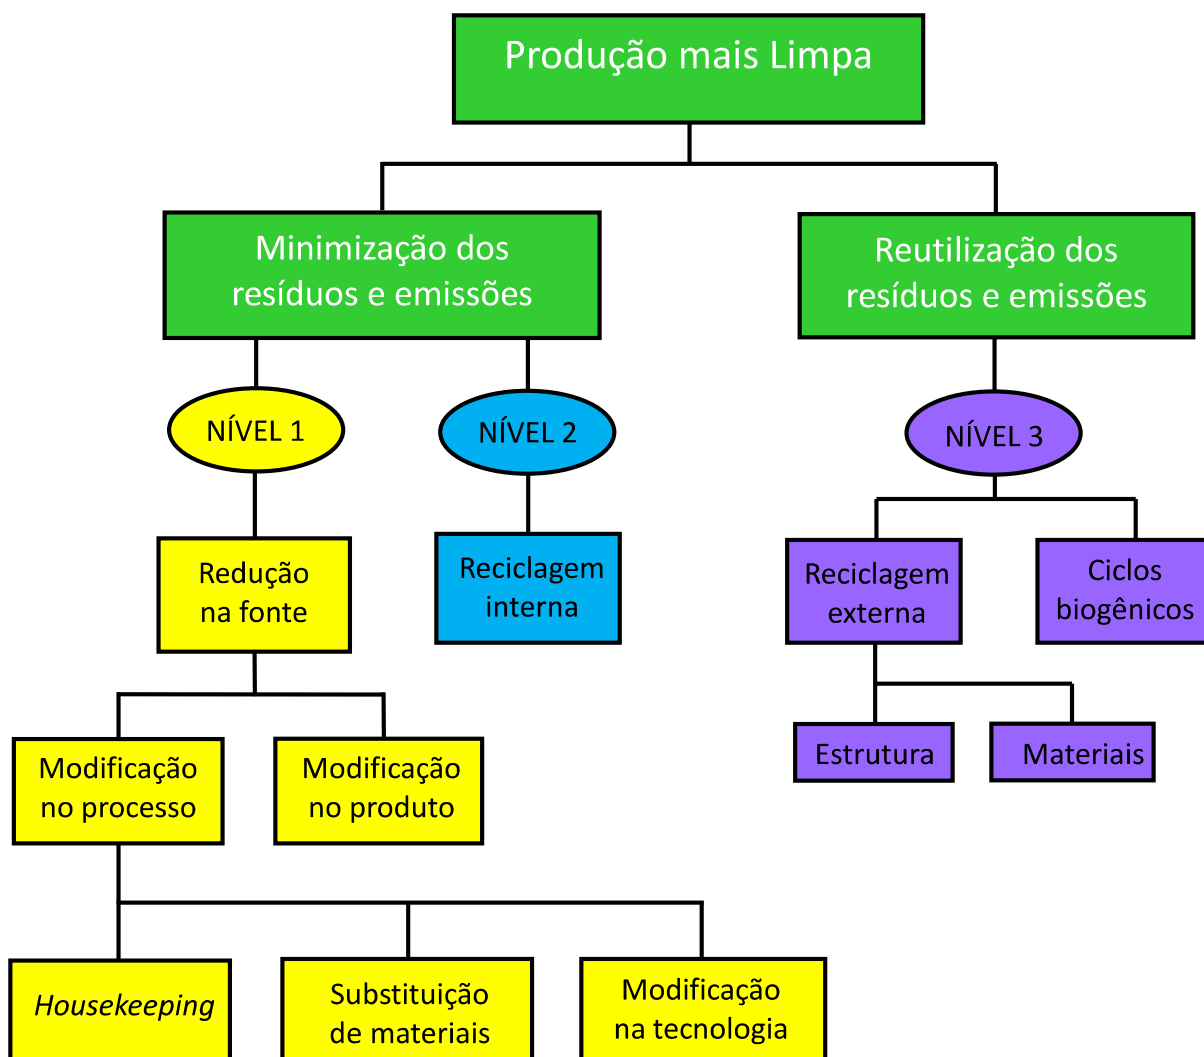 Produção mais Limpa
Minimização dos
resíduos e emissões
Reutilização dos
resíduos e emissões
NÍVEL 1
NÍVEL 2
NÍVEL 3
Redução
na fonte
Reciclagem
interna
Reciclagem
externa
Ciclos
biogênicos
Modificação
no processo
Modificação
no produto
Estrutura
Materiais
Housekeeping
Substituição
de materiais
Modificação
na tecnologia